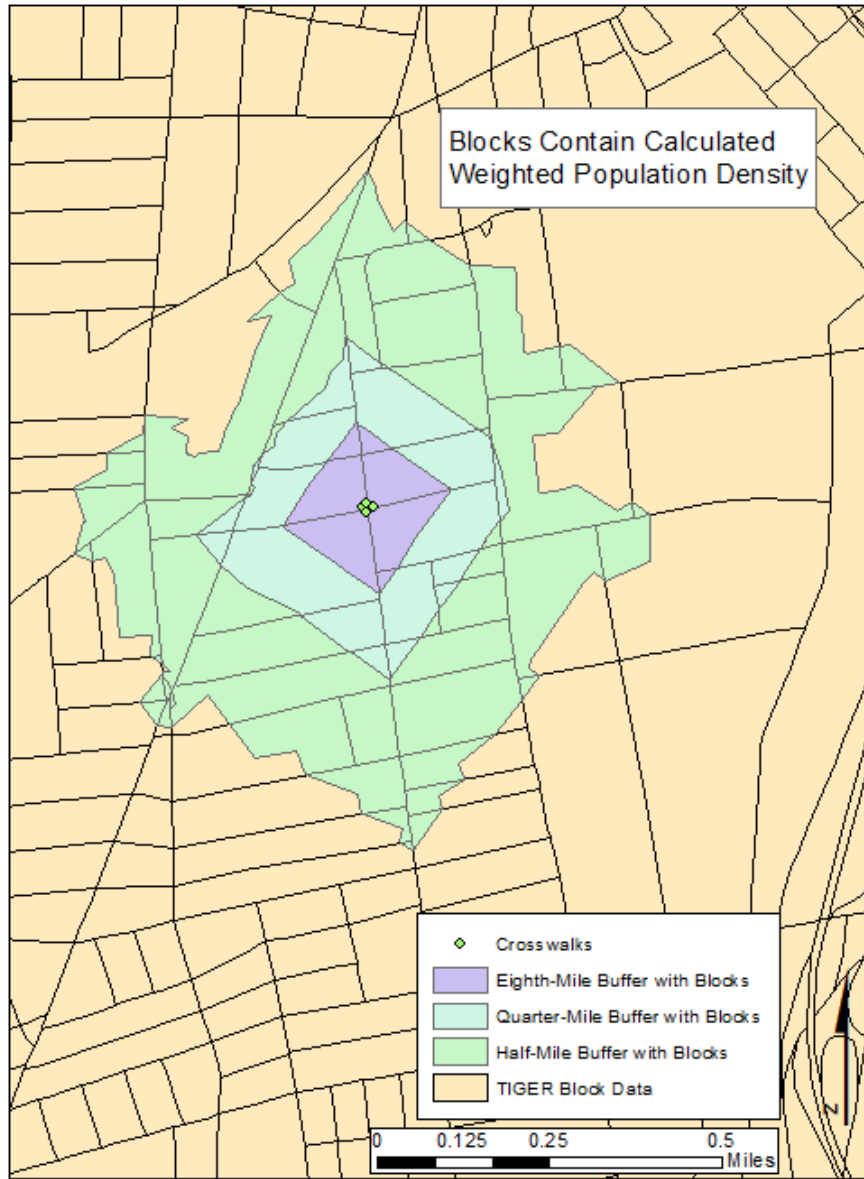 Blocks Contain Calculated
Weighted Population Density
Crosswalks
Eighth-Mile Buffer with Blocks
Quarter-Mile Buffer with Blocks
Half-Mile Buffer with Blocks
TIGER Block Data
N
0 0.125 0.25 0.5
Miles